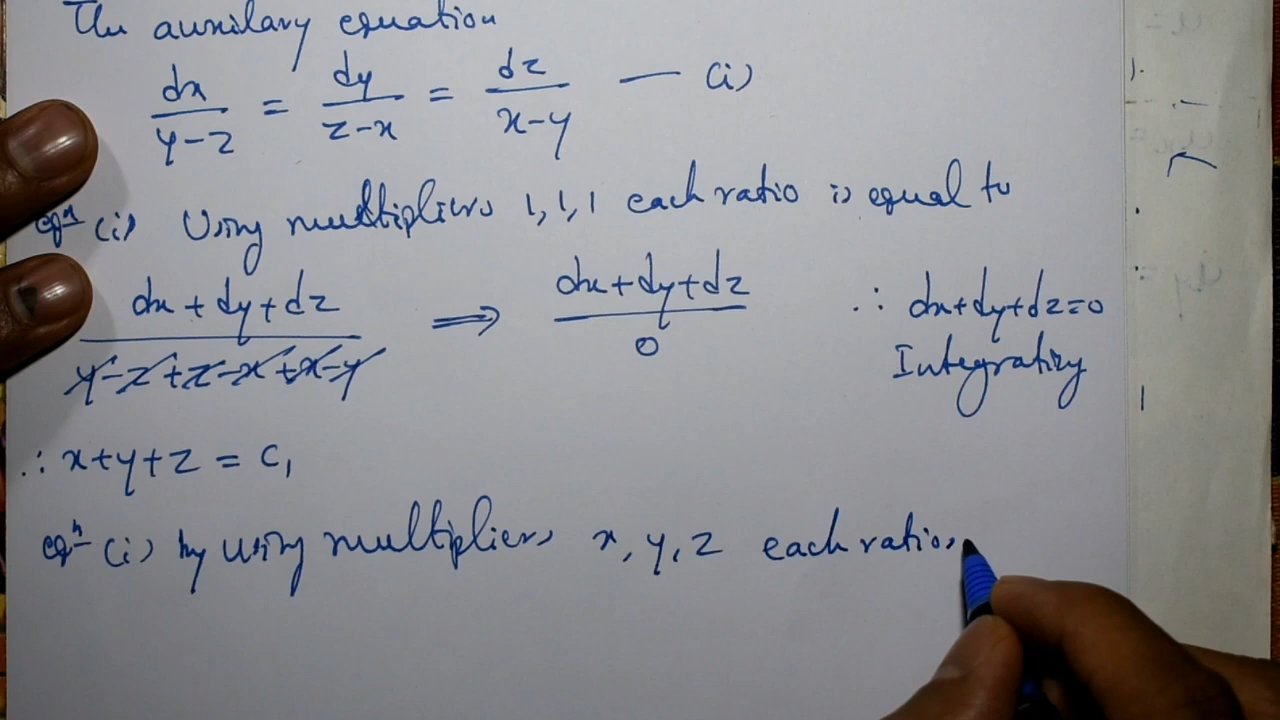 The auxilary equation
dx/y-z = dy/z-x = dz/x-y — (i)
eqⁿ (i) Using multipliers 1, 1, 1 each ratio is equal to
dx+dy+dz/y-z+z-x+x-y ⟹ dx+dy+dz/0 ∴ dx+dy+dz=0
Integrating
∴ x+y+z = c₁
eqⁿ (i) by using multipliers x, y, z each ratio